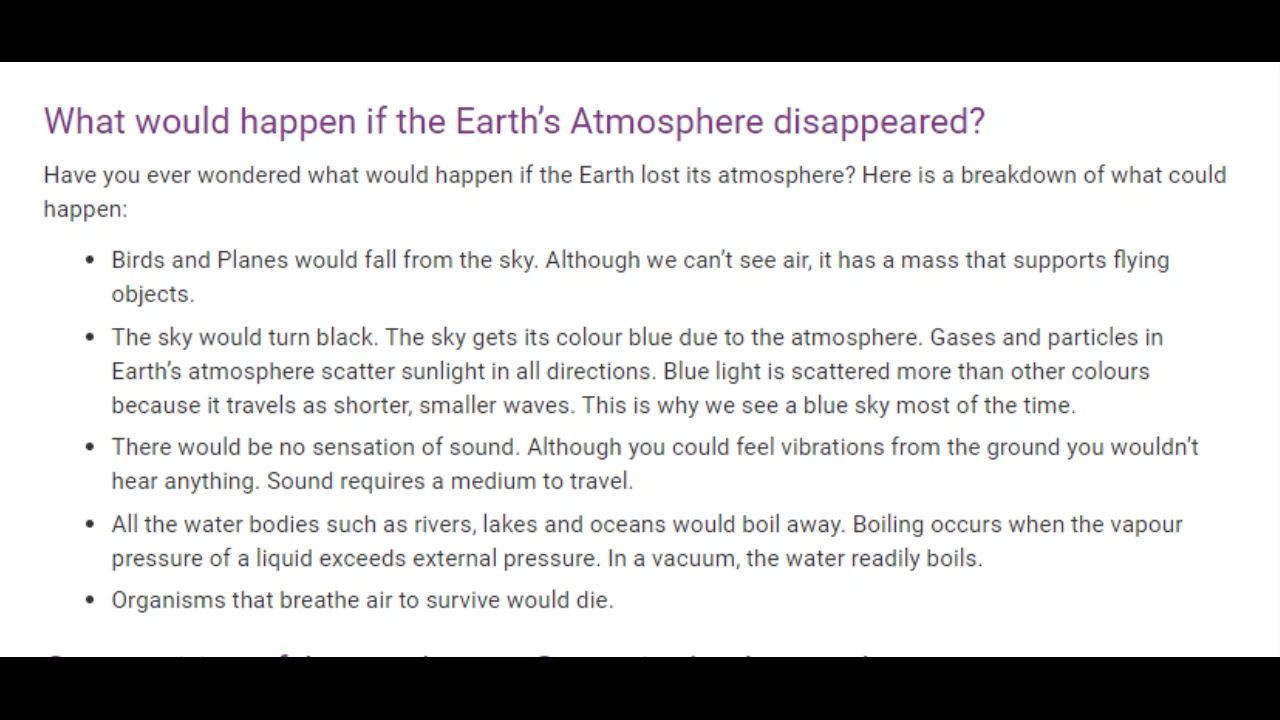 What would happen if the Earth’s Atmosphere disappeared?
Have you ever wondered what would happen if the Earth lost its atmosphere? Here is a breakdown of what could
happen:
• Birds and Planes would fall from the sky. Although we can’t see air, it has a mass that supports flying
objects.
• The sky would turn black. The sky gets its colour blue due to the atmosphere. Gases and particles in
Earth’s atmosphere scatter sunlight in all directions. Blue light is scattered more than other colours
because it travels as shorter, smaller waves. This is why we see a blue sky most of the time.
• There would be no sensation of sound. Although you could feel vibrations from the ground you wouldn’t
hear anything. Sound requires a medium to travel.
• All the water bodies such as rivers, lakes and oceans would boil away. Boiling occurs when the vapour
pressure of a liquid exceeds external pressure. In a vacuum, the water readily boils.
• Organisms that breathe air to survive would die.